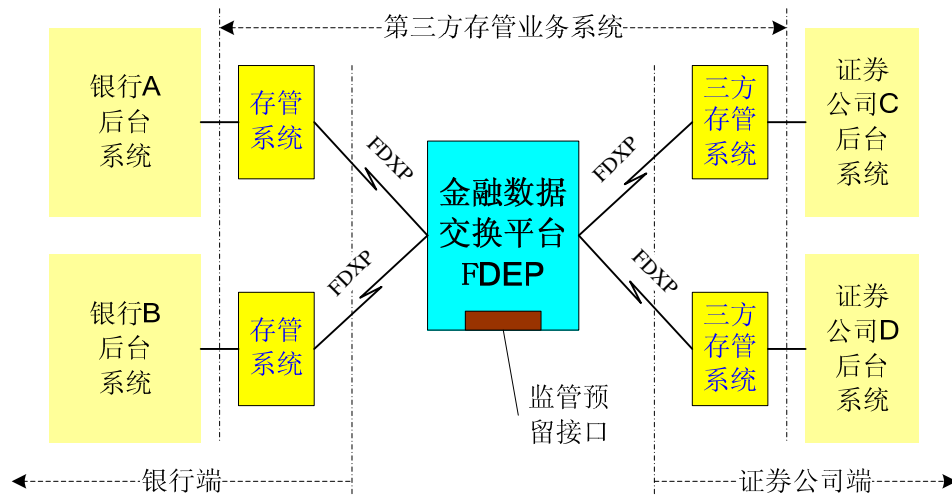 第三方存管业务系统
银行A
后台
系统
存管
系统
FDXP
金融数据
交换平台
FDEP
FDXP
三方
存管
系统
证券
公司C
后台
系统
银行B
后台
系统
存管
系统
FDXP
FDXP
三方
存管
系统
证券
公司D
后台
系统
监管预
留接口
银行端
证券公司端